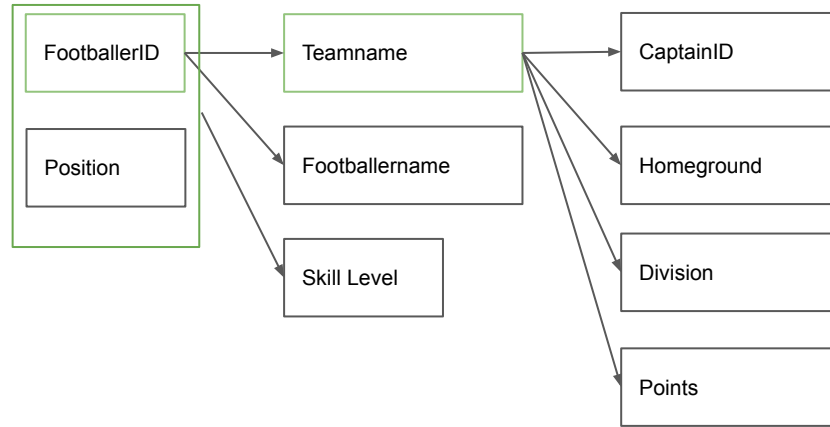 FootballerID
Teamname
CaptainID
Position
Footballername
Homeground
Skill Level
Division
Points